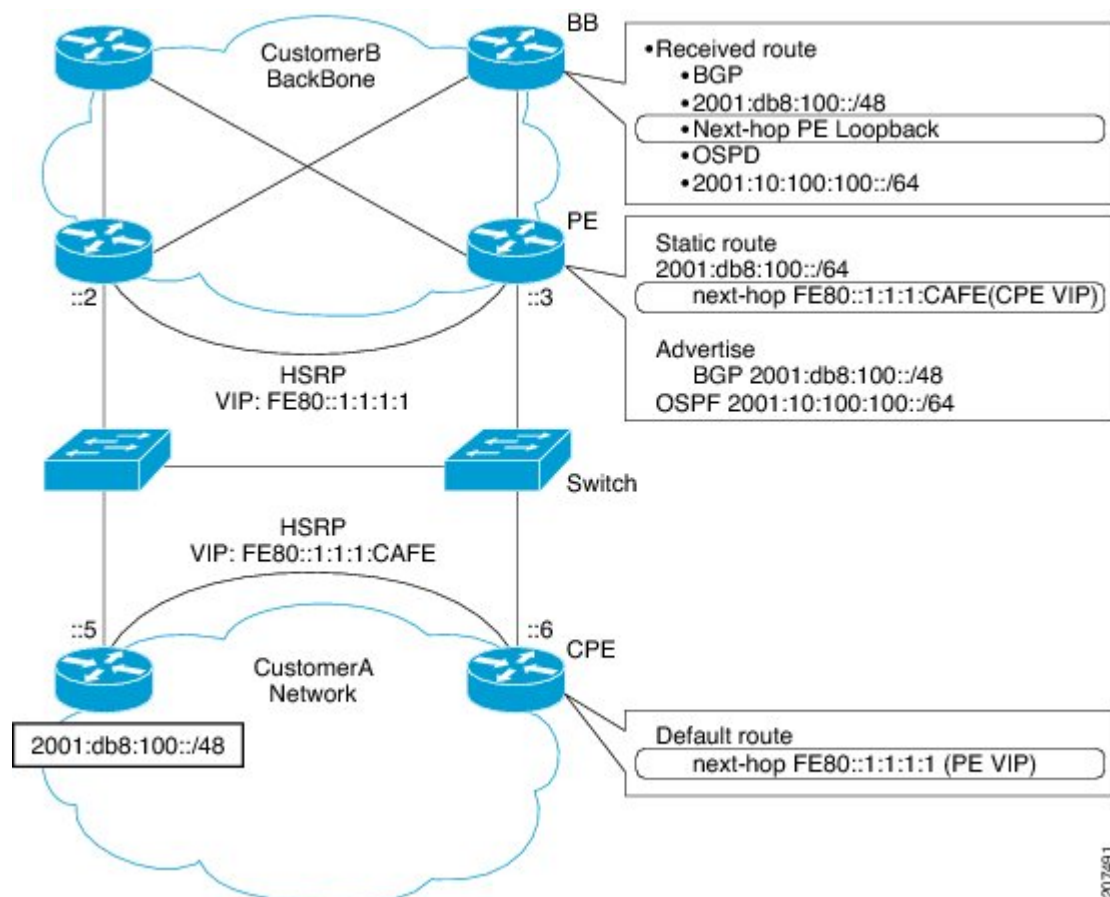 BB
CustomerB
BackBone
•Received route
•BGP
•2001:db8:100::/48
•Next-hop PE Loopback
•OSPD
•2001:10:100:100::/64
PE
Static route
2001:db8:100::/64
next-hop FE80::1:1:1:CAFE(CPE VIP)
Advertise
BGP 2001:db8:100::/48
OSPF 2001:10:100:100::/64
::2
::3
HSRP
VIP: FE80::1:1:1:1
Switch
HSRP
VIP: FE80::1:1:1:CAFE
::5
::6
CPE
CustomerA
Network
2001:db8:100::/48
Default route
next-hop FE80::1:1:1:1 (PE VIP)
207491